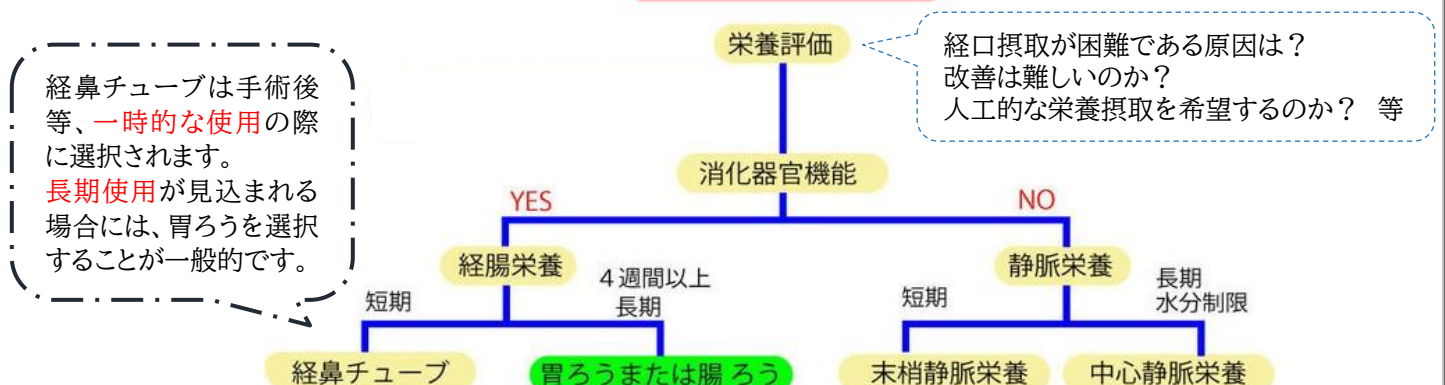 栄養評価
経口摂取が困難である原因は？
改善は難しいのか？
人工的な栄養摂取を希望するのか？　等
経鼻チューブは手術後
等、一時的な使用の際
に選択されます。
長期使用が見込まれる
場合には、胃ろうを選択
することが一般的です。
消化器官機能
YES
NO
経腸栄養
静脈栄養
短期
４週間以上
長期
短期
長期
水分制限
経鼻チューブ
胃ろうまたは腸 ろう
末梢静脈栄養
中心静脈栄養